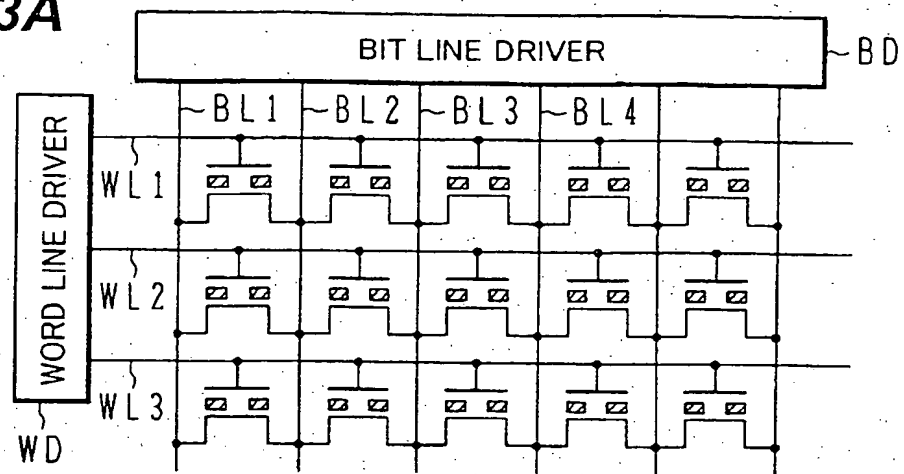 3A
BIT LINE DRIVER
BD
BL1 BL2 BL3 BL4
WORD LINE DRIVER
WL1
WL2
WL3
WD